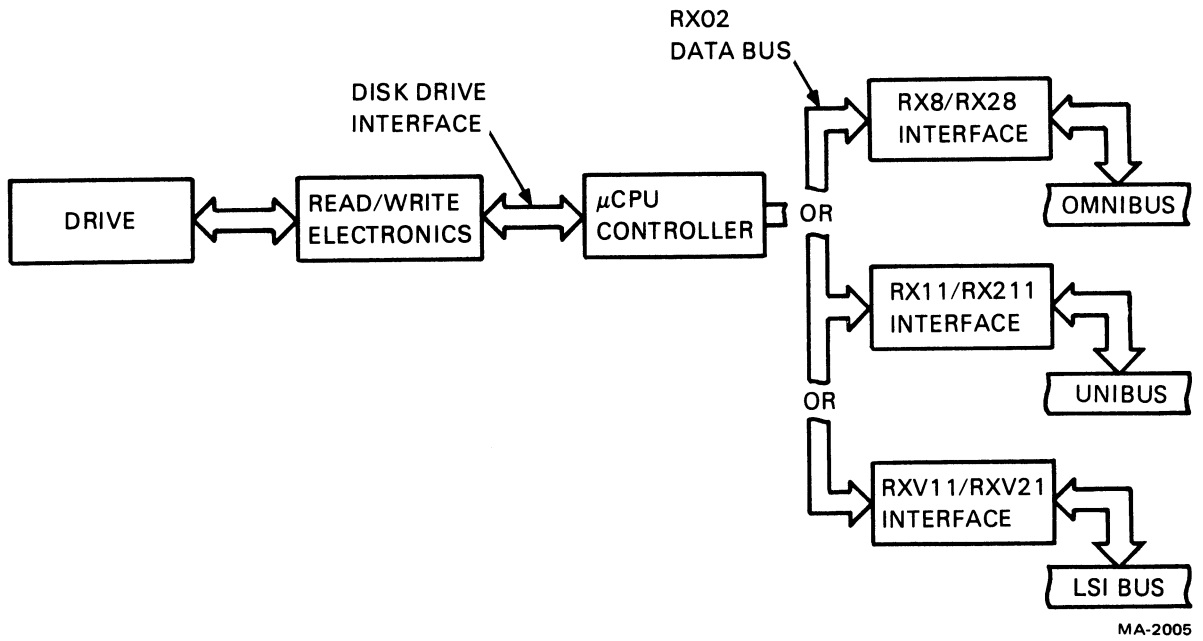 RX02
DATA BUS
DISK DRIVE
INTERFACE
RX8/RX28
INTERFACE
DRIVE
READ/WRITE
ELECTRONICS
μCPU
CONTROLLER
OR
OMNIBUS
RX11/RX211
INTERFACE
OR
UNIBUS
RXV11/RXV21
INTERFACE
LSI BUS
MA-2005